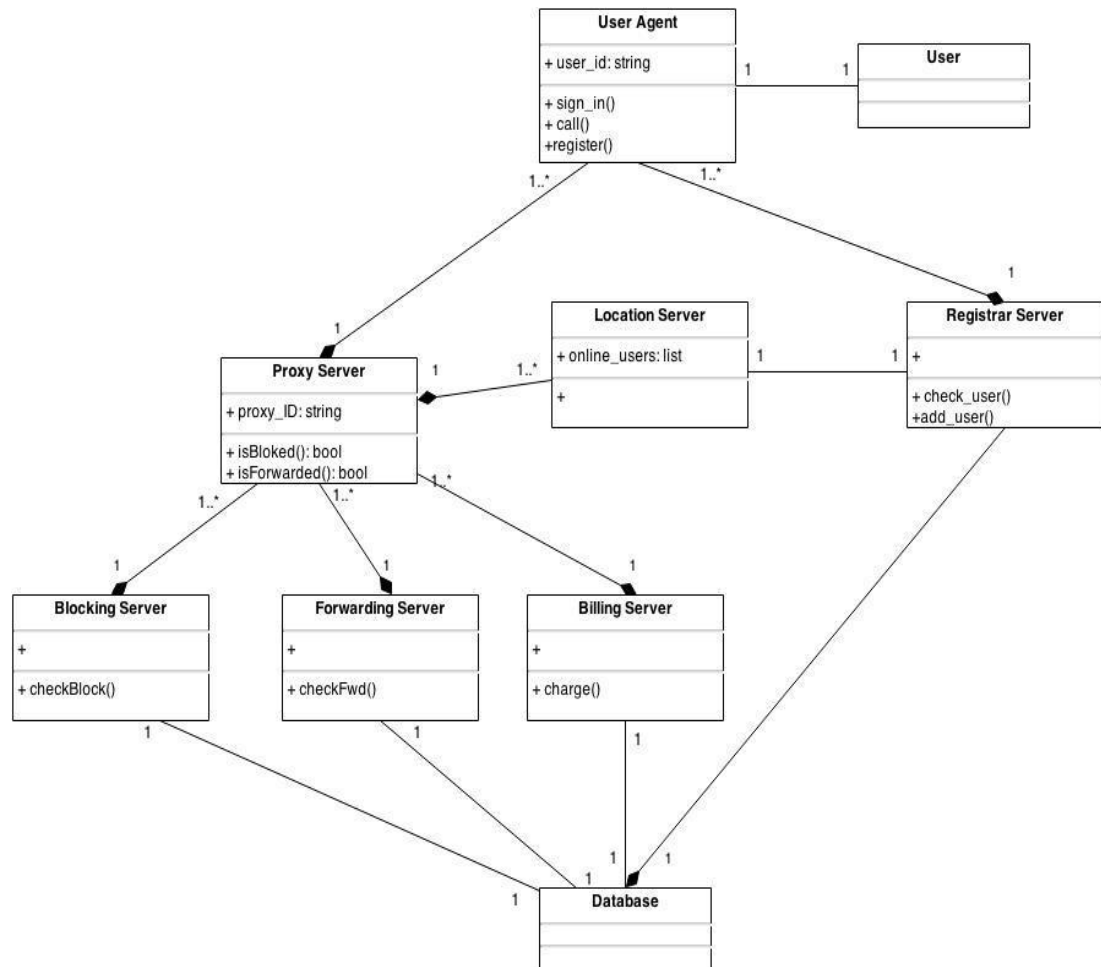 User Agent
+ user_id: string
+ sign_in()
+ call()
+register()
User
1
1
1..*
1..*
1
1
Location Server
+ online_users: list
+
Registrar Server
+
+ check_user()
+add_user()
1
1
Proxy Server
+ proxy_ID: string
+ isBloked(): bool
+ isForwarded(): bool
1
1..*
1..*
1..*
1..*
1
1
1
Blocking Server
+
+ checkBlock()
Forwarding Server
+
+ checkFwd()
Billing Server
+
+ charge()
1
1
1
1
1
1
1
Database